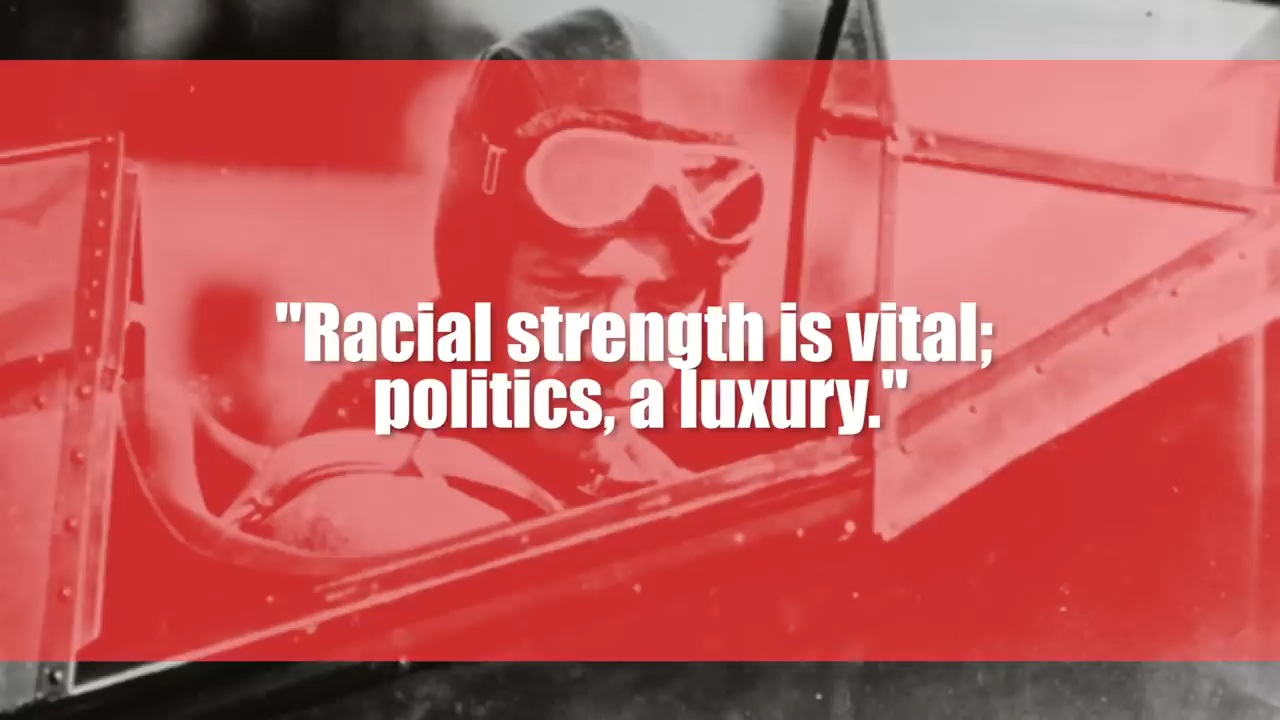 "Racial strength is vital;
politics, a luxury."